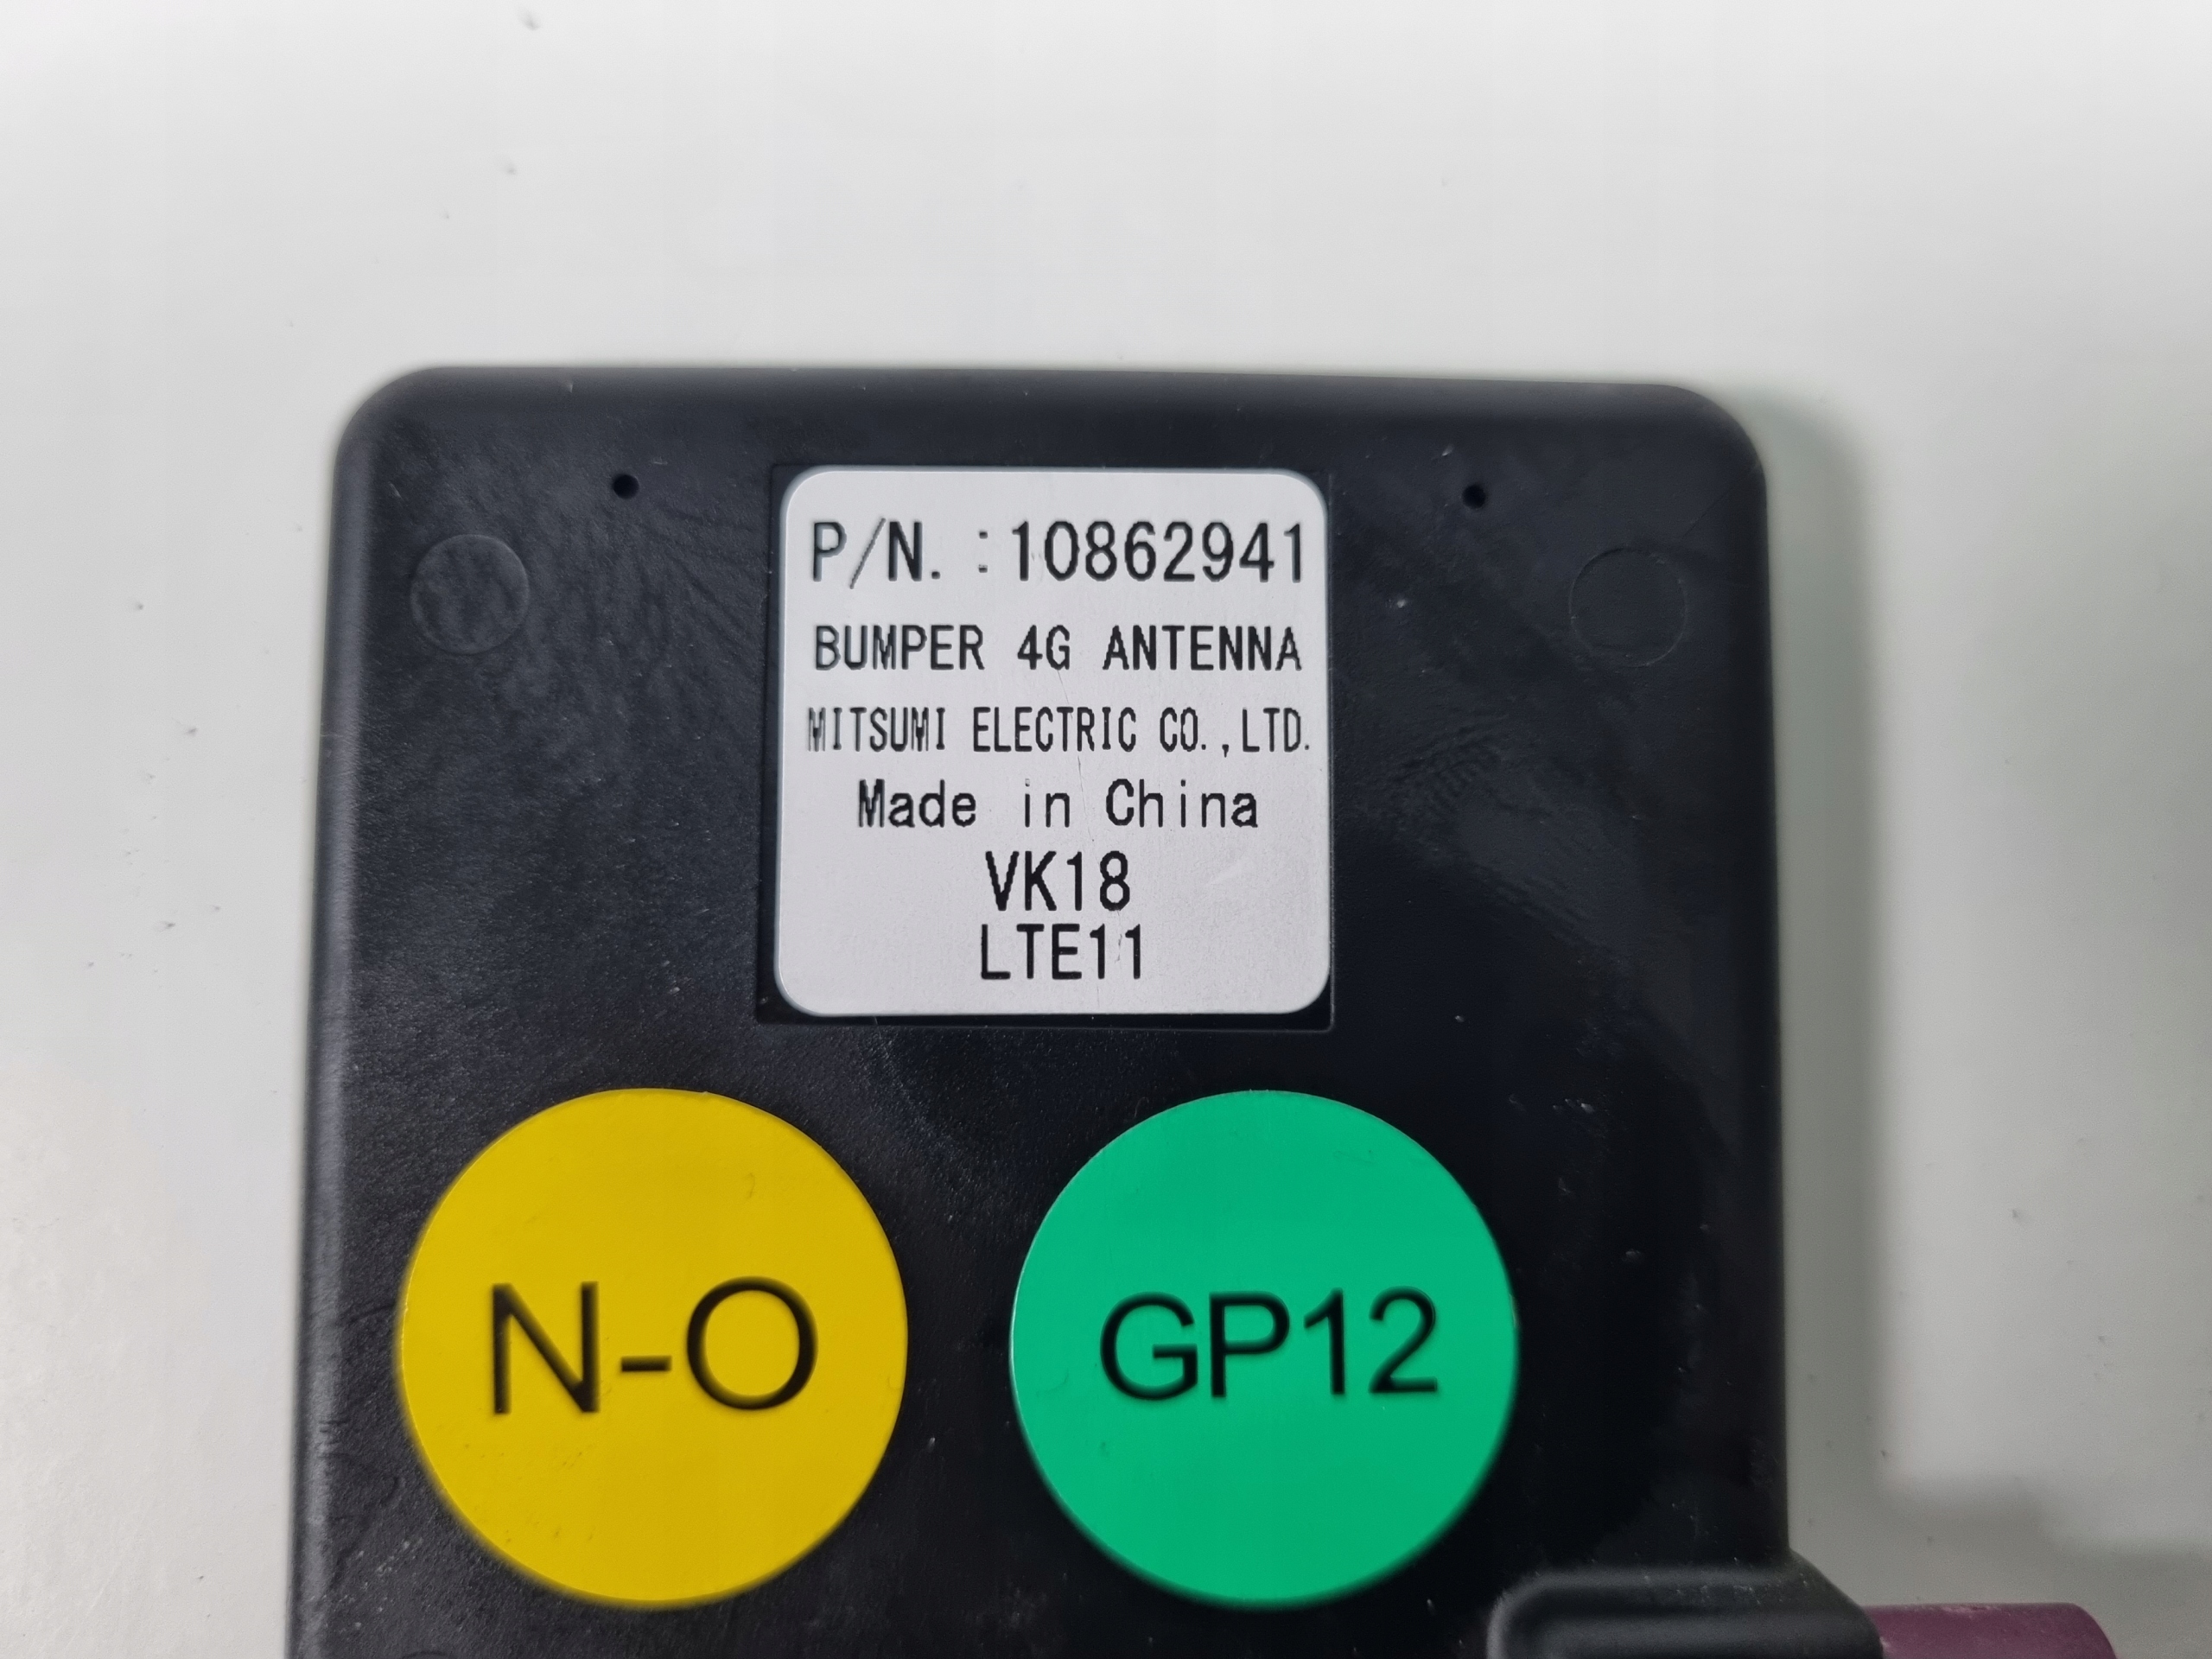 P/N. :10862941
BUMPER 4G ANTENNA
MITSUMI ELECTRIC CO.,LTD.
Made in China
VK18
LTE11
N-O
GP12